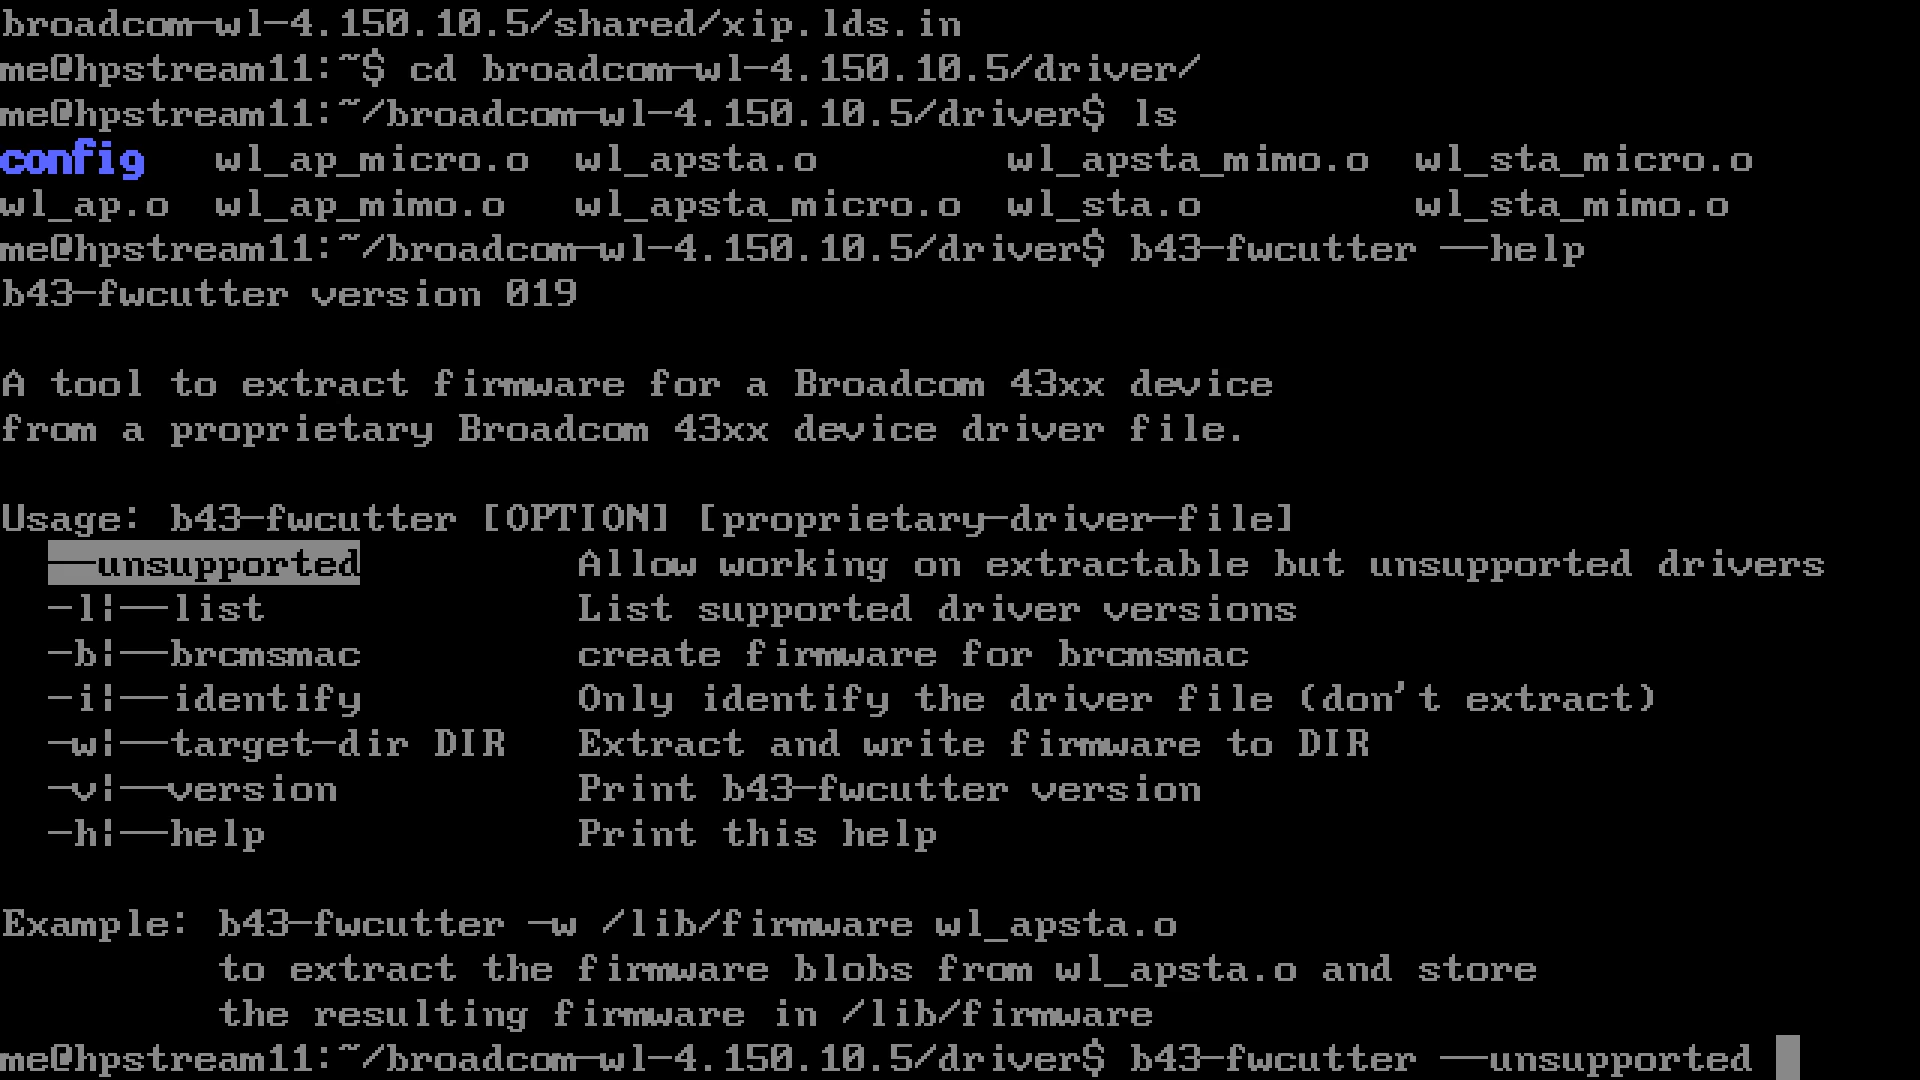 broadcom-wl-4.150.10.5/shared/xip.lds.in
me@hpstream11:~$ cd broadcom-wl-4.150.10.5/driver/
me@hpstream11:~/broadcom-wl-4.150.10.5/driver$ ls
config   wl_ap_micro.o  wl_apsta.o        wl_apsta_mimo.o  wl_sta_micro.o
wl_ap.o  wl_ap_mimo.o   wl_apsta_micro.o  wl_sta.o         wl_sta_mimo.o
me@hpstream11:~/broadcom-wl-4.150.10.5/driver$ b43-fwcutter --help
b43-fwcutter version 019
A tool to extract firmware for a Broadcom 43xx device
from a proprietary Broadcom 43xx device driver file.
Usage: b43-fwcutter [OPTION] [proprietary-driver-file]
  --unsupported         Allow working on extractable but unsupported drivers
  -l|--list             List supported driver versions
  -b|--brcmsmac         create firmware for brcmsmac
  -i|--identify         Only identify the driver file (don't extract)
  -w|--target-dir DIR   Extract and write firmware to DIR
  -v|--version          Print b43-fwcutter version
  -h|--help             Print this help
Example: b43-fwcutter -w /lib/firmware wl_apsta.o
         to extract the firmware blobs from wl_apsta.o and store
         the resulting firmware in /lib/firmware
me@hpstream11:~/broadcom-wl-4.150.10.5/driver$ b43-fwcutter --unsupported